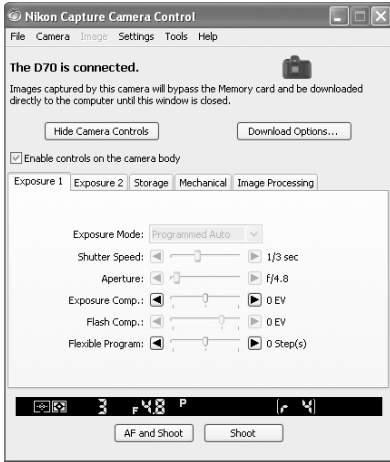 Nikon Capture Camera Control
File Camera Image Settings Tools Help
The D70 is connected.
Images captured by this camera will bypass the Memory card and be downloaded
directly to the computer until this window is closed.
Hide Camera Controls Download Options...
Enable controls on the camera body
Exposure 1 Exposure 2 Storage Mechanical Image Processing
Exposure Mode: Programmed Auto
Shutter Speed: 1/3 sec
Aperture: f/4.8
Exposure Comp.: 0 EV
Flash Comp.: 0 EV
Flexible Program: 0 Step(s)
3 F4.8 P (r 4)
AF and Shoot Shoot